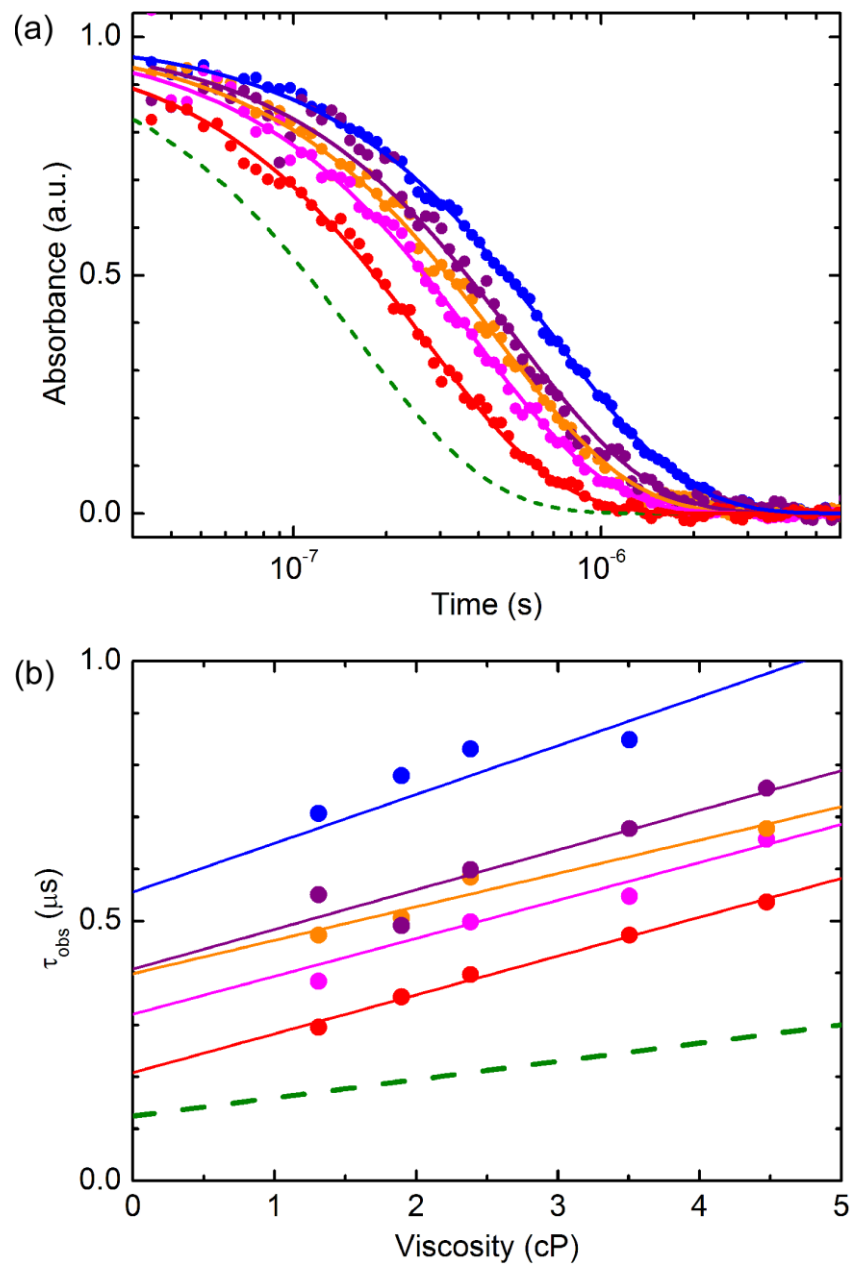 (a)
1.0
0.5
0.0
Absorbance (a.u.)
10⁻⁷ 10⁻⁶
Time (s)
(b)
1.0
0.5
0.0
τobs (μs)
0 1 2 3 4 5
Viscosity (cP)